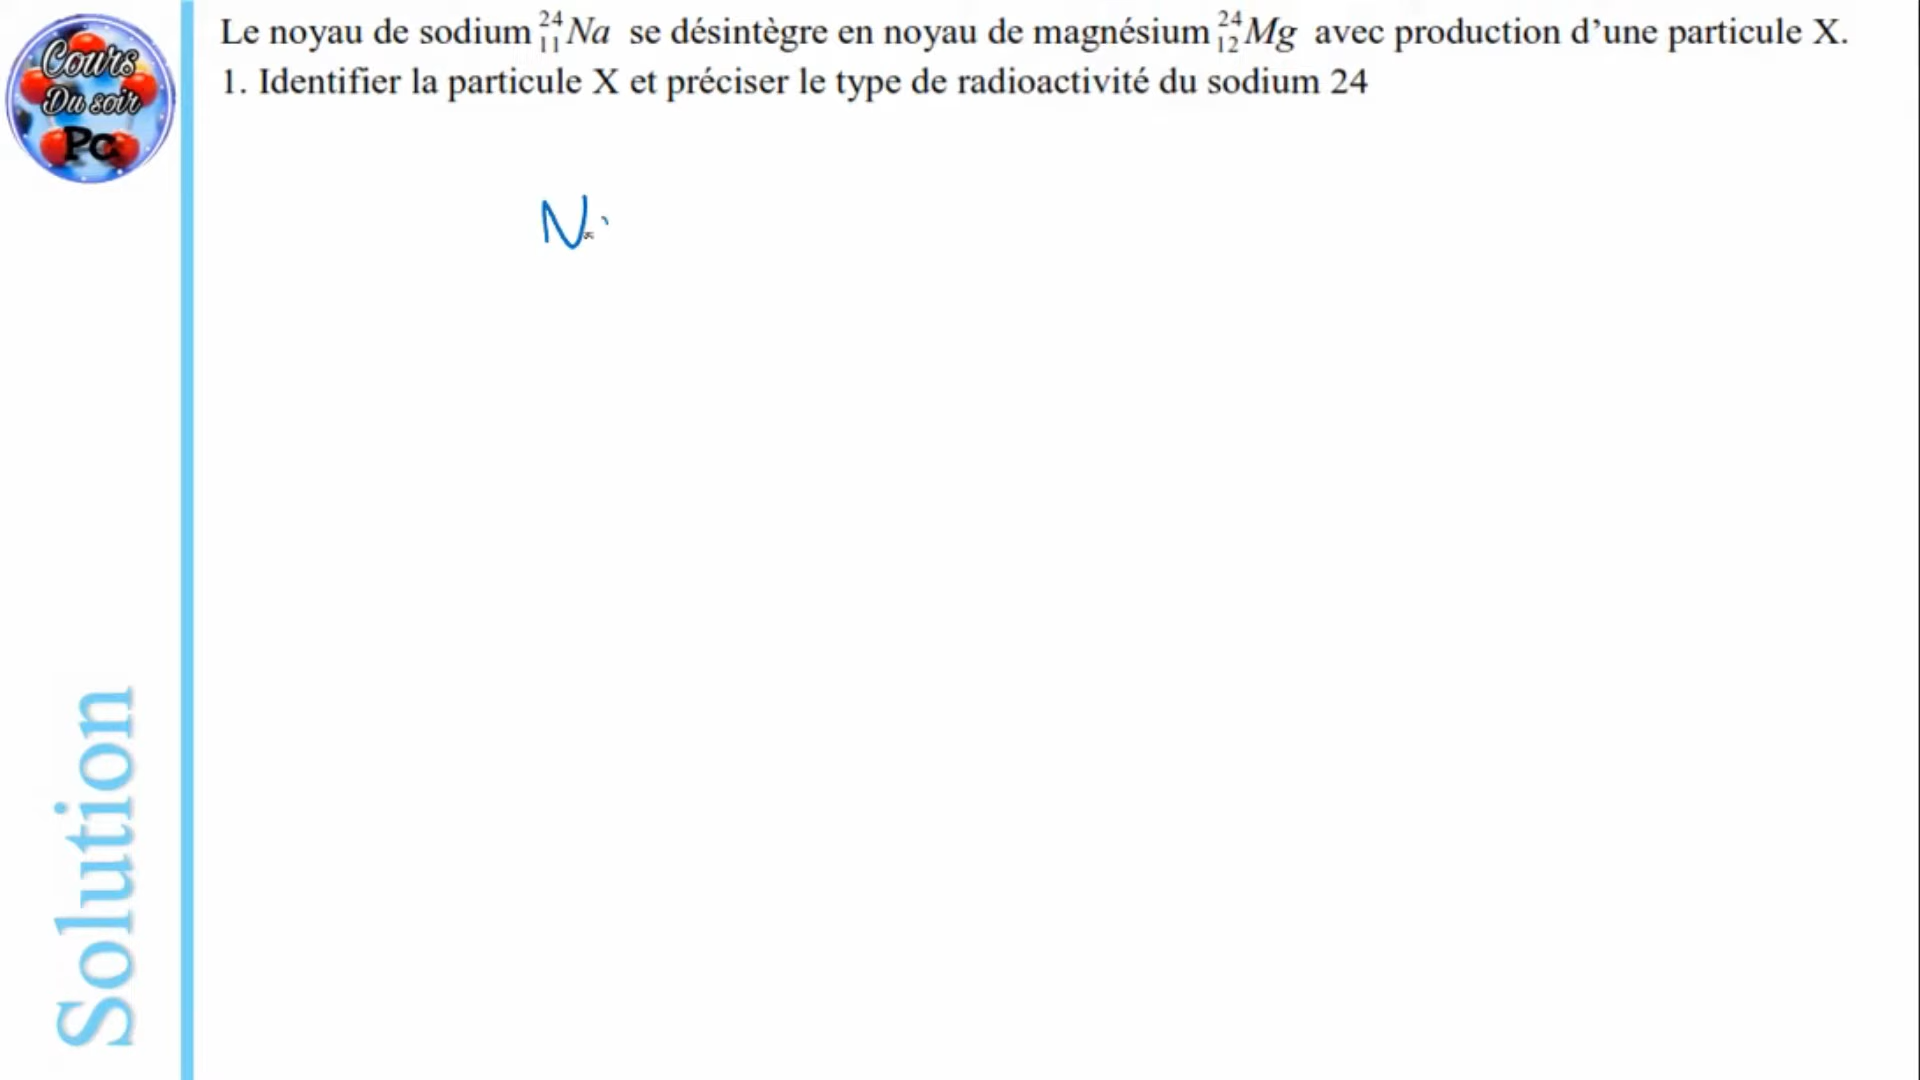 Cours
Du soir
Pc
Le noyau de sodium ²⁴₁₁Na se désintègre en noyau de magnésium ²⁴₁₂Mg avec production d’une particule X.
1. Identifier la particule X et préciser le type de radioactivité du sodium 24
N
Solution